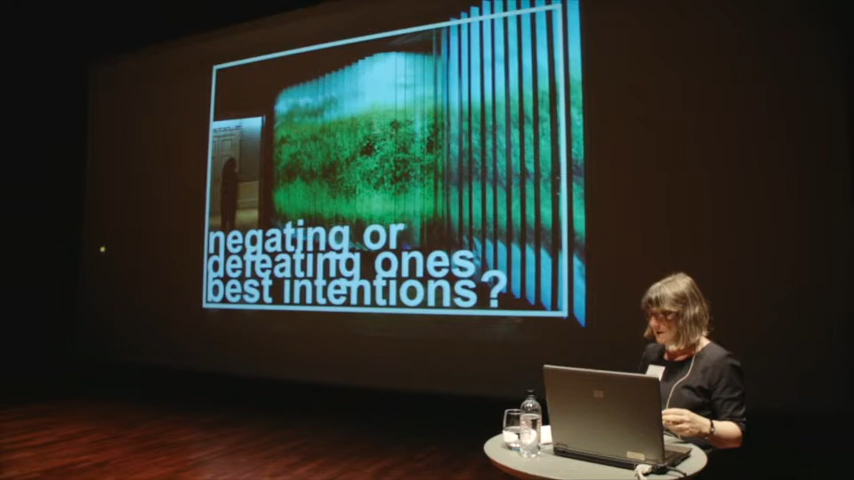 negating or
defeating ones
best intentions?